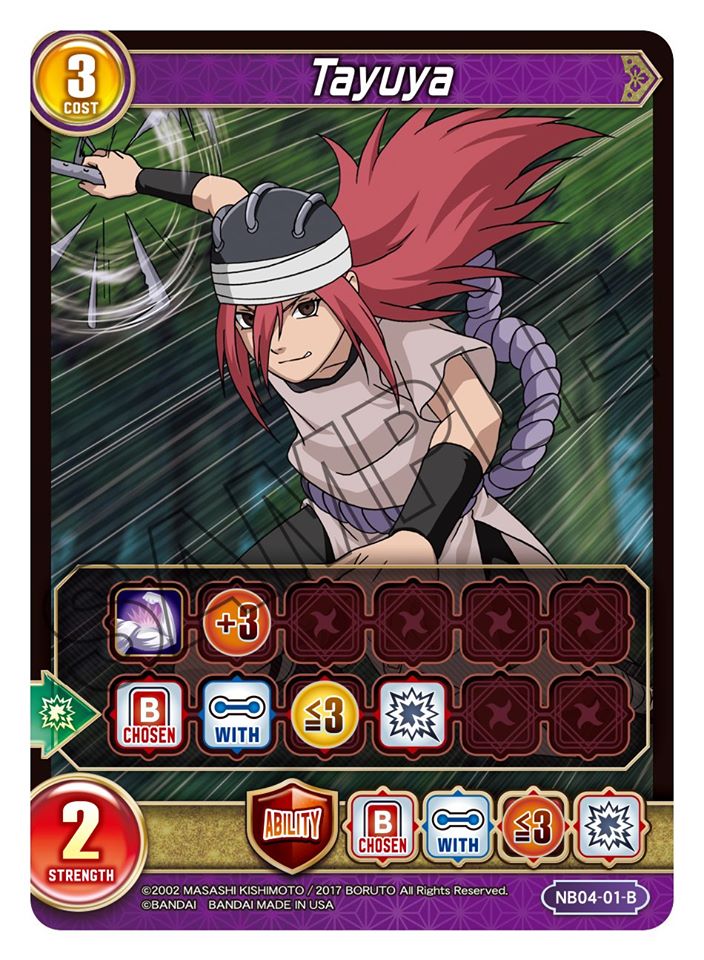 3
COST
Tayuya
SAMPLE
+3
B
CHOSEN
WITH
≦3
2
STRENGTH
ABILITY
B
CHOSEN
WITH
≦3
©2002 MASASHI KISHIMOTO / 2017 BORUTO All Rights Reserved.
©BANDAI BANDAI MADE IN USA
NB04-01-B